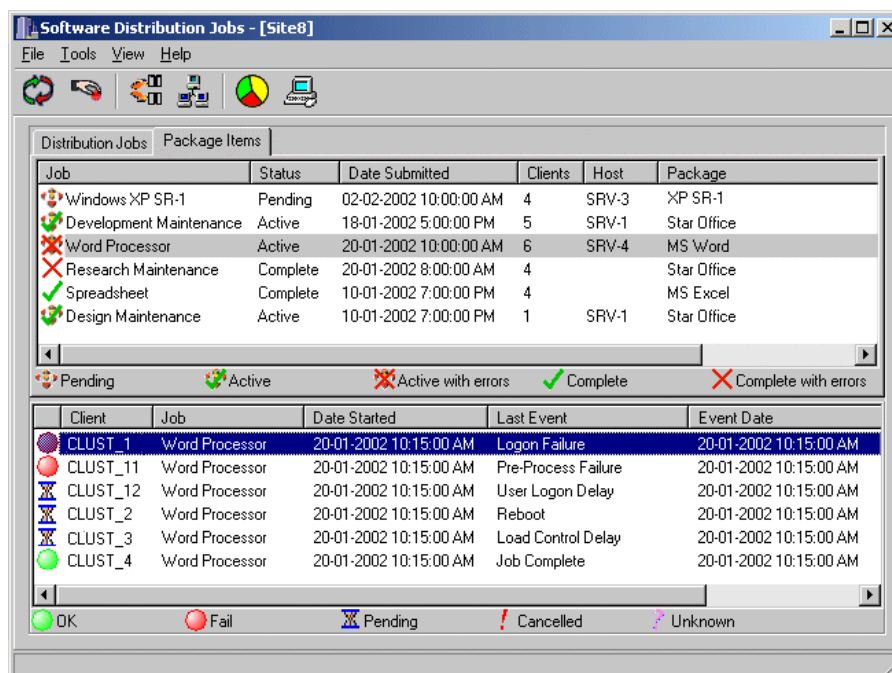 Software Distribution Jobs - [Site8]
File Tools View Help
Distribution Jobs Package Items
Job Status Date Submitted Clients Host Package
Windows XP SR-1 Pending 02-02-2002 10:00:00 AM 4 SRV-3 XP SR-1
Development Maintenance Active 18-01-2002 5:00:00 PM 5 SRV-1 Star Office
Word Processor Active 20-01-2002 10:00:00 AM 6 SRV-4 MS Word
Research Maintenance Complete 20-01-2002 8:00:00 AM 4 Star Office
Spreadsheet Complete 10-01-2002 7:00:00 PM 4 MS Excel
Design Maintenance Active 10-01-2002 7:00:00 PM 1 SRV-1 Star Office
Pending Active Active with errors Complete Complete with errors
Client Job Date Started Last Event Event Date
CLUST_1 Word Processor 20-01-2002 10:15:00 AM Logon Failure 20-01-2002 10:15:00 AM
CLUST_11 Word Processor 20-01-2002 10:15:00 AM Pre-Process Failure 20-01-2002 10:15:00 AM
CLUST_12 Word Processor 20-01-2002 10:15:00 AM User Logon Delay 20-01-2002 10:15:00 AM
CLUST_2 Word Processor 20-01-2002 10:15:00 AM Reboot 20-01-2002 10:15:00 AM
CLUST_3 Word Processor 20-01-2002 10:15:00 AM Load Control Delay 20-01-2002 10:15:00 AM
CLUST_4 Word Processor 20-01-2002 10:15:00 AM Job Complete 20-01-2002 10:15:00 AM
OK Fail Pending Cancelled Unknown